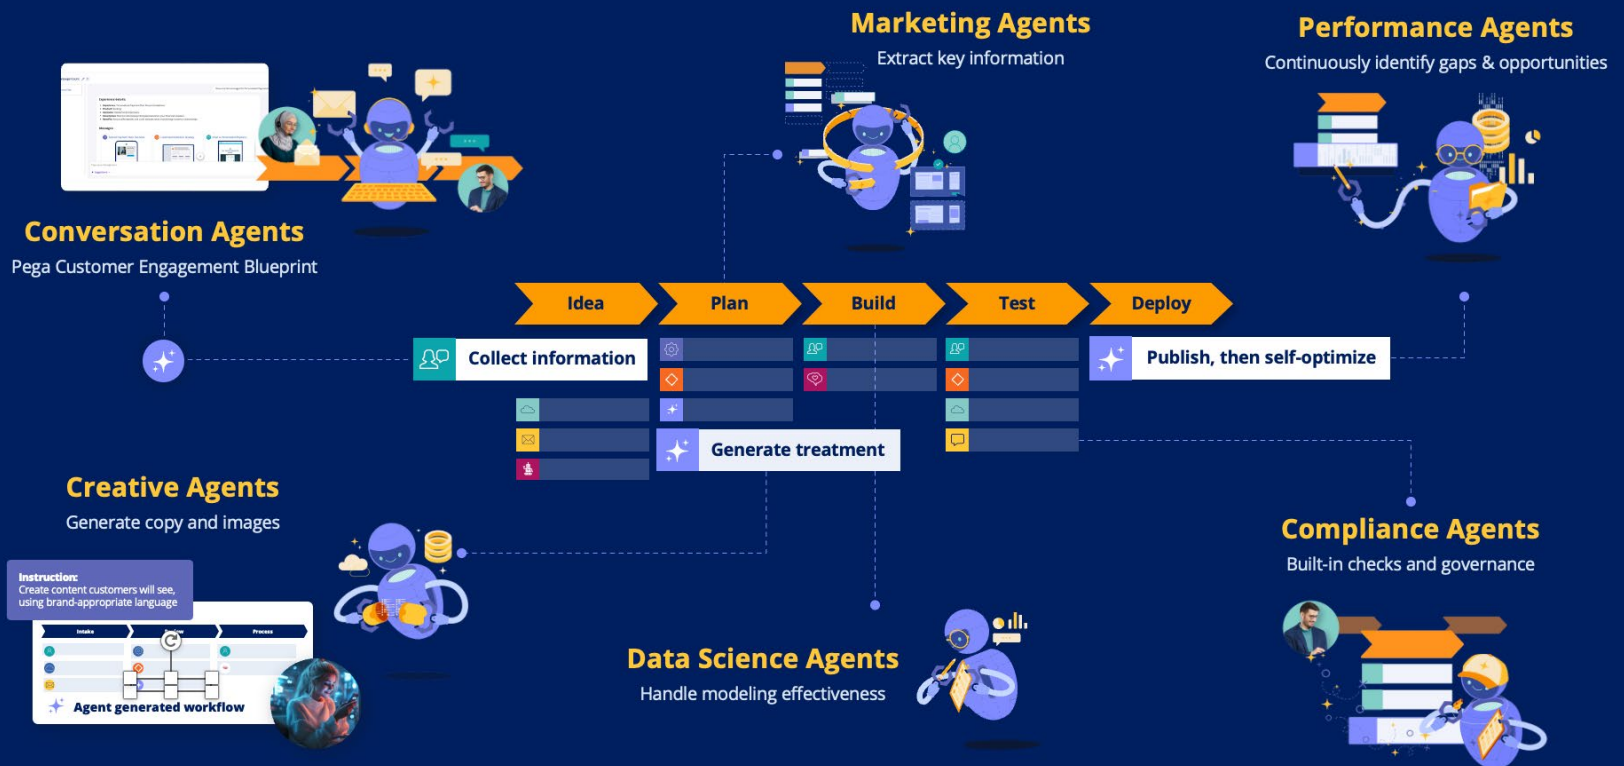 Marketing Agents
Extract key information
Performance Agents
Continuously identify gaps & opportunities
Conversation Agents
Pega Customer Engagement Blueprint
Idea
Plan
Build
Test
Deploy
Collect information
Publish, then self-optimize
Generate treatment
Creative Agents
Generate copy and images
Instruction:
Create content customers will see,
using brand-appropriate language
Intake
Process
Agent generated workflow
Data Science Agents
Handle modeling effectiveness
Compliance Agents
Built-in checks and governance